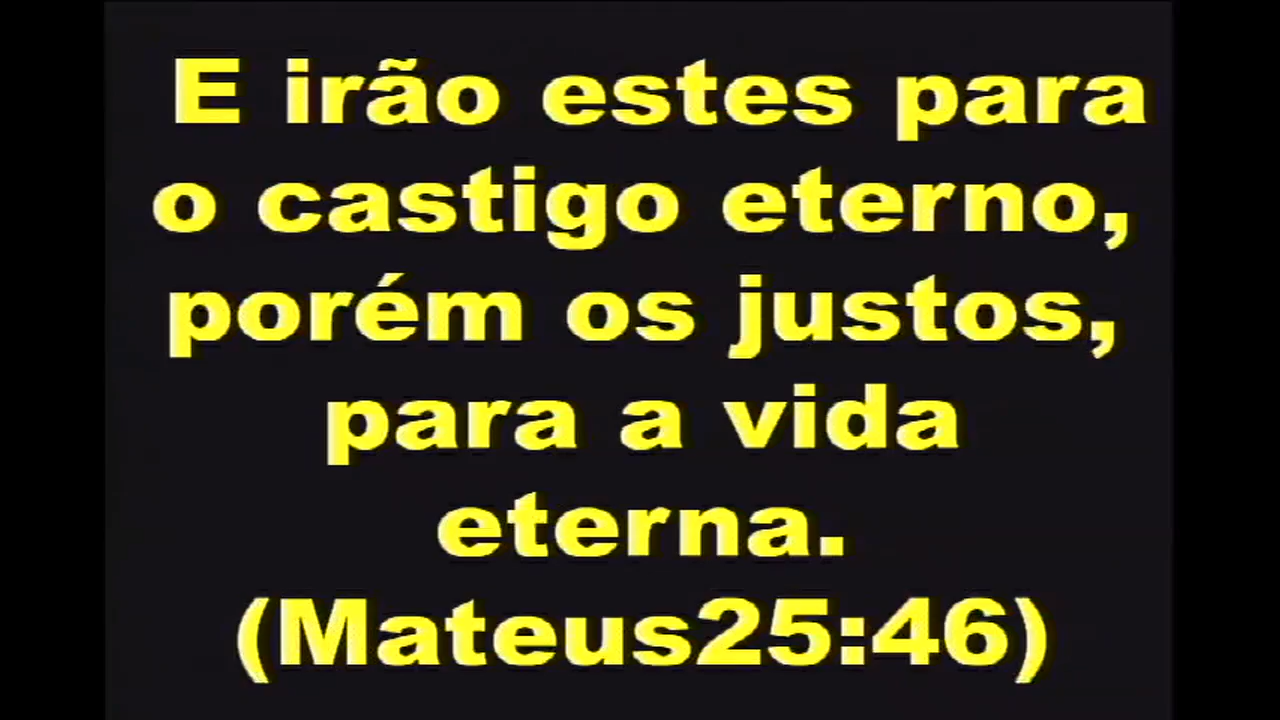 E irão estes para
o castigo eterno,
porém os justos,
para a vida
eterna.
(Mateus25:46)